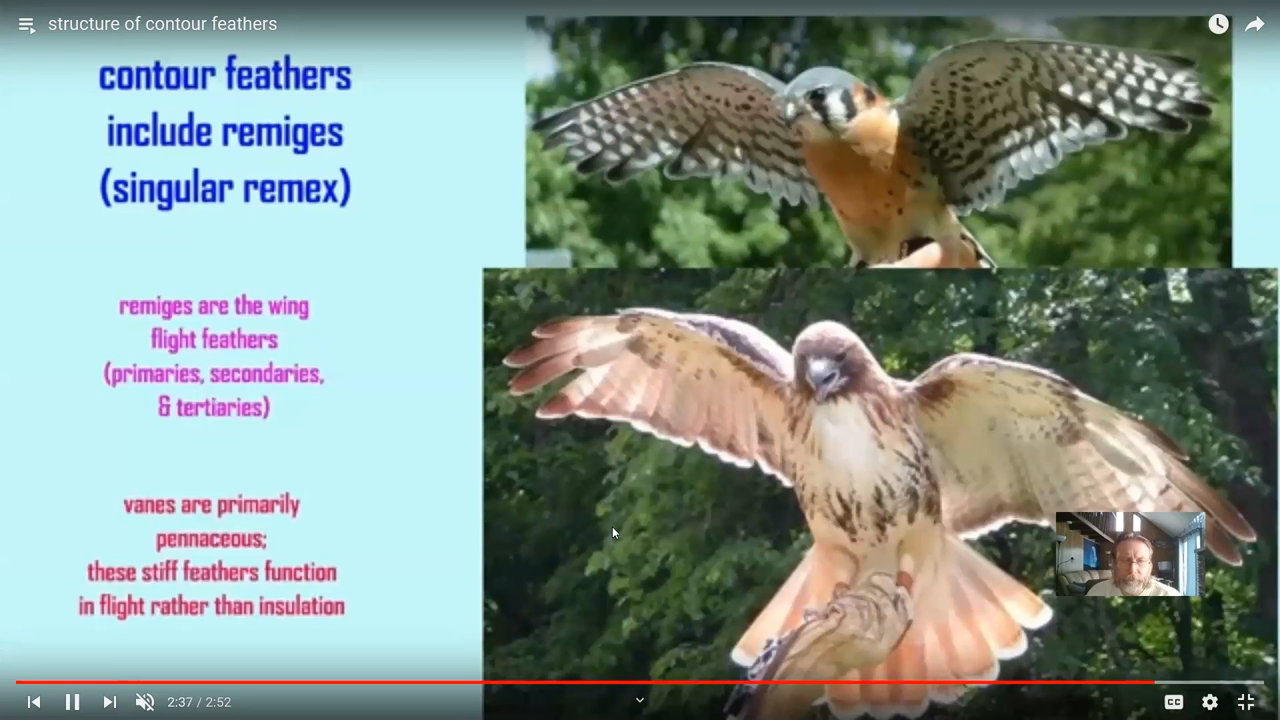 structure of contour feathers
contour feathers
include remiges
(singular remex)
remiges are the wing
flight feathers
(primaries, secondaries,
& tertiaries)
vanes are primarily
pennaceous;
these stiff feathers function
in flight rather than insulation
2:37 / 2:52
CC